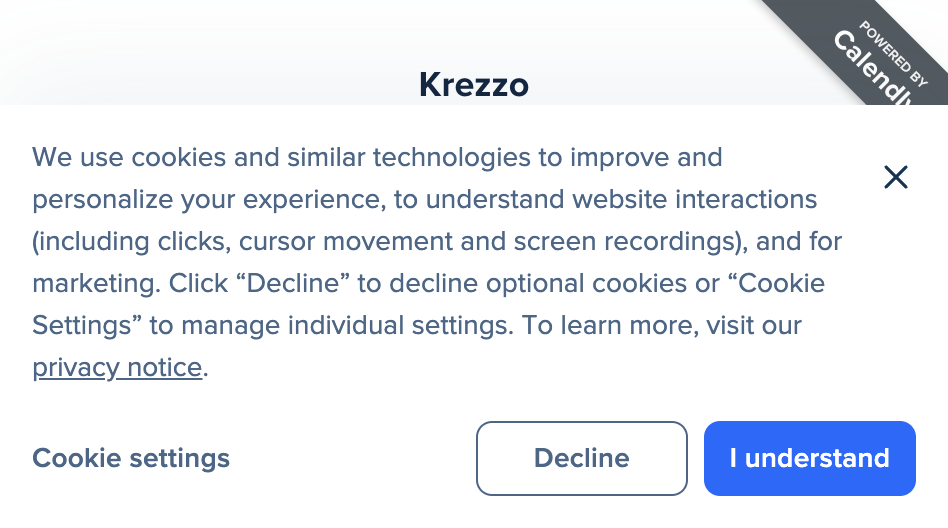 POWERED BY
Calendly
Krezzo
We use cookies and similar technologies to improve and
personalize your experience, to understand website interactions
(including clicks, cursor movement and screen recordings), and for
marketing. Click “Decline” to decline optional cookies or “Cookie
Settings” to manage individual settings. To learn more, visit our
privacy notice.
Cookie settings
Decline
I understand